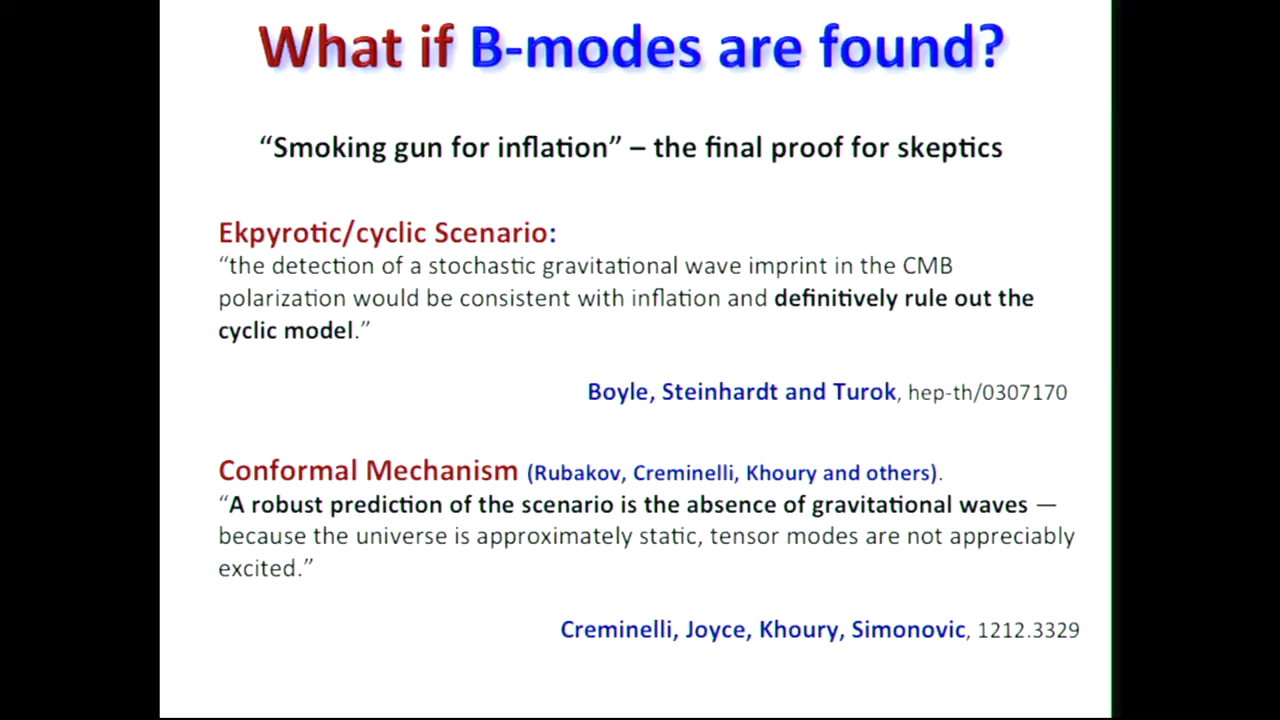 What if B-modes are found?
“Smoking gun for inflation” – the final proof for skeptics
Ekpyrotic/cyclic Scenario:
“the detection of a stochastic gravitational wave imprint in the CMB
polarization would be consistent with inflation and definitively rule out the
cyclic model.”
Boyle, Steinhardt and Turok, hep-th/0307170
Conformal Mechanism (Rubakov, Creminelli, Khoury and others).
“A robust prediction of the scenario is the absence of gravitational waves —
because the universe is approximately static, tensor modes are not appreciably
excited.”
Creminelli, Joyce, Khoury, Simonovic, 1212.3329